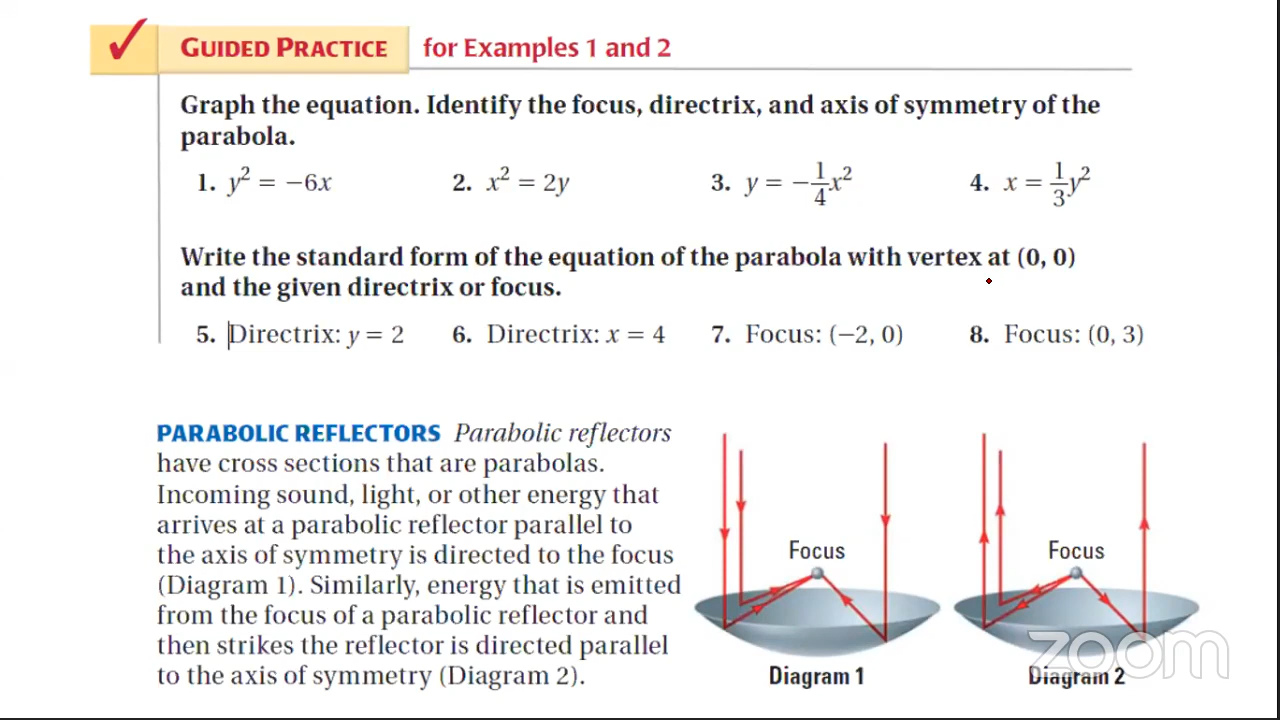 ✓ GUIDED PRACTICE for Examples 1 and 2
Graph the equation. Identify the focus, directrix, and axis of symmetry of the
parabola.
1. y² = −6x 2. x² = 2y 3. y = −1/4x² 4. x = 1/3y²
Write the standard form of the equation of the parabola with vertex at (0, 0)
and the given directrix or focus.
5. Directrix: y = 2 6. Directrix: x = 4 7. Focus: (−2, 0) 8. Focus: (0, 3)
PARABOLIC REFLECTORS Parabolic reflectors
have cross sections that are parabolas.
Incoming sound, light, or other energy that
arrives at a parabolic reflector parallel to
the axis of symmetry is directed to the focus
(Diagram 1). Similarly, energy that is emitted
from the focus of a parabolic reflector and
then strikes the reflector is directed parallel
to the axis of symmetry (Diagram 2).
Focus
Diagram 1
Focus
Diagram 2
zoom